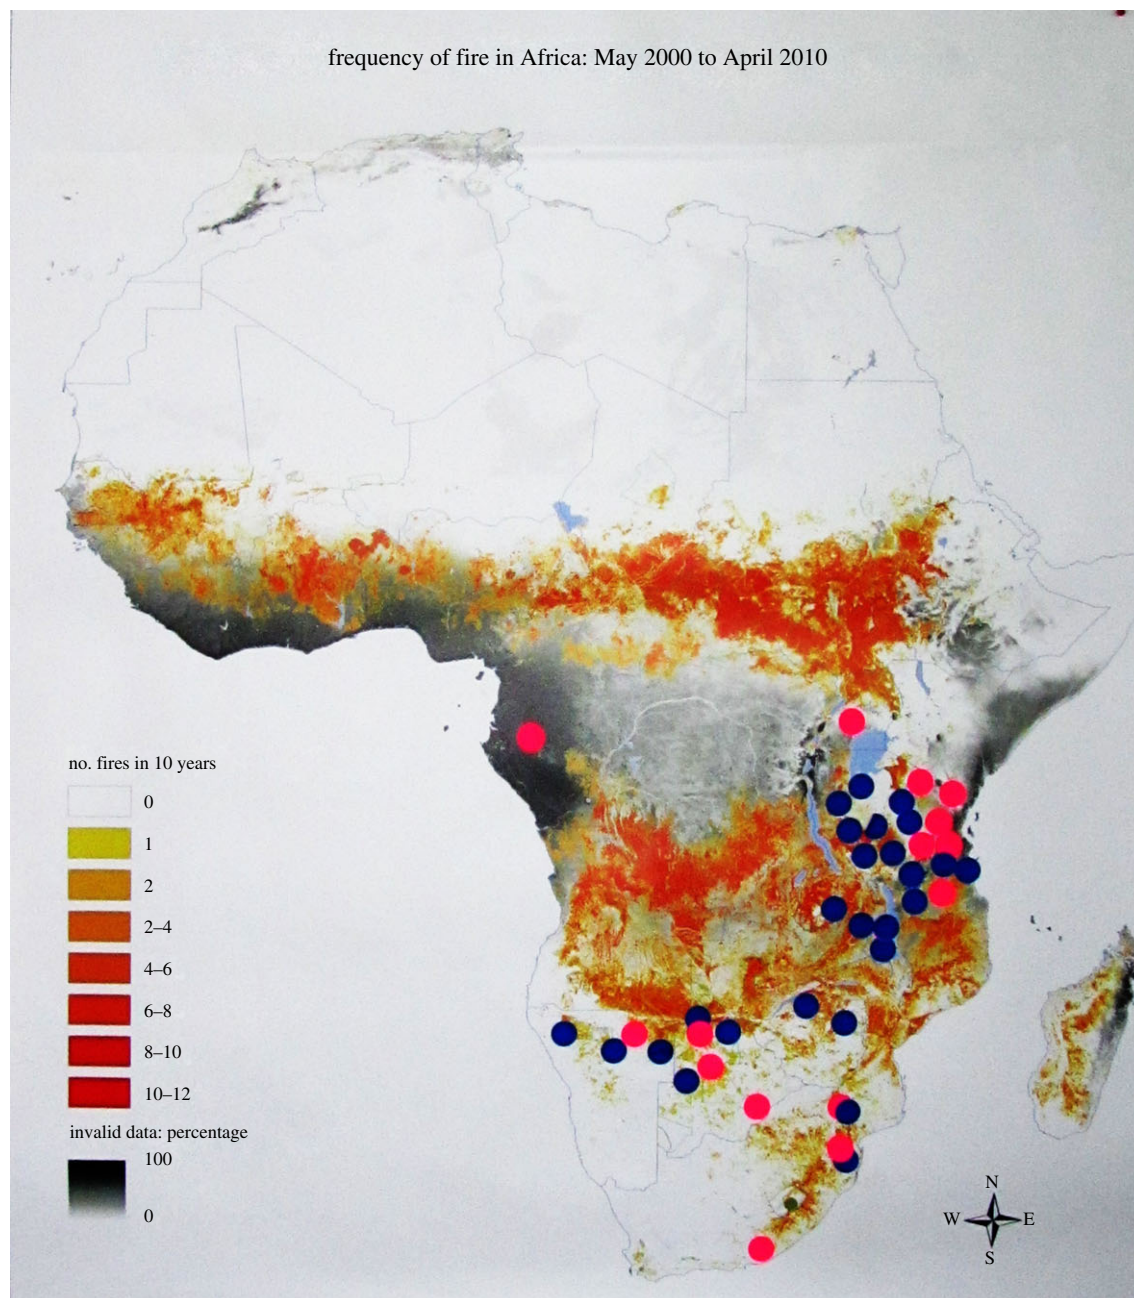 frequency of fire in Africa: May 2000 to April 2010
no. fires in 10 years
0
1
2
2–4
4–6
6–8
8–10
10–12
invalid data: percentage
100
0
N
W E
S